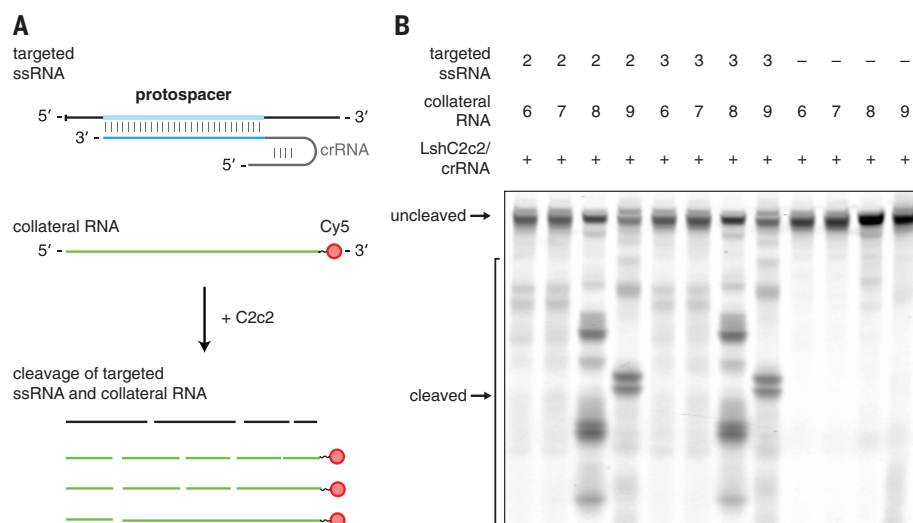 A
targeted
ssRNA
protospacer
5′ - - 3′
3′ -
crRNA
5′ -
collateral RNA Cy5
5′ - - 3′
+ C2c2
cleavage of targeted
ssRNA and collateral RNA
B
targeted
ssRNA
2 2 2 2 3 3 3 3 – – – –
collateral
RNA
6 7 8 9 6 7 8 9 6 7 8 9
LshC2c2/
crRNA
+ + + + + + + + + + + +
uncleaved
cleaved